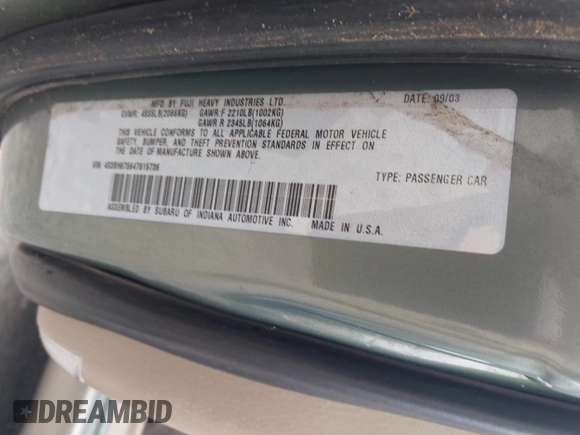 MFD. BY FUJI HEAVY INDUSTRIES LTD. DATE: 09/03
GVWR: 4555LB(2066KG) GAWR:F 2210LB(1002KG)
GAWR R 2345LB(1064KG)
THIS VEHICLE CONFORMS TO ALL APPLICABLE FEDERAL MOTOR VEHICLE
SAFETY, BUMPER, AND THEFT PREVENTION STANDARDS IN EFFECT ON
THE DATE OF MANUFACTURE SHOWN ABOVE.
VIN: TYPE: PASSENGER CAR
ASSEMBLED BY SUBARU OF INDIANA AUTOMOTIVE INC. MADE IN U.S.A.
DREAMBID